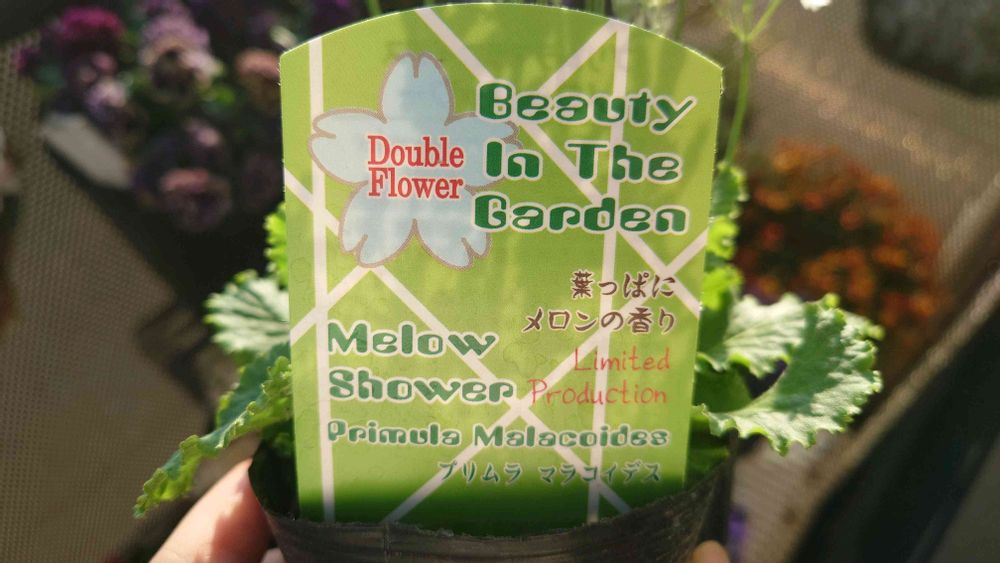 Double
Flower
Beauty
In The
Garden
葉っぱに
メロンの香り
Melow
Shower
Limited
Production
Primula Malacoides
プリムラ マラコイデス